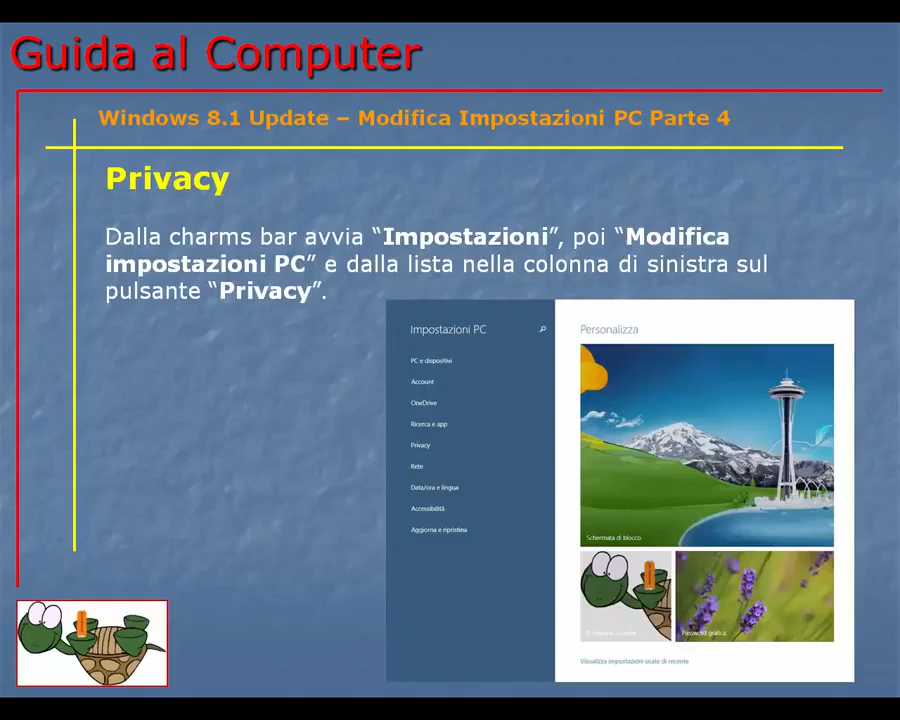 Guida al Computer
Windows 8.1 Update – Modifica Impostazioni PC Parte 4
Privacy
Dalla charms bar avvia “Impostazioni”, poi “Modifica
impostazioni PC” e dalla lista nella colonna di sinistra sul
pulsante “Privacy”.
Impostazioni PC
PC e dispositivi
Account
OneDrive
Ricerca e app
Privacy
Rete
Data/ora e lingua
Accessibilità
Aggiorna e ripristina
Personalizza
Schermata di blocco
Password grafica
Visualizza impostazioni usate di recente